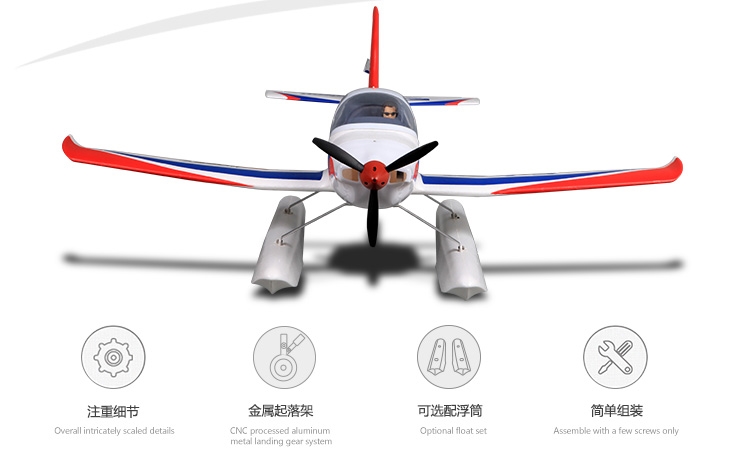 注重细节
Overall intricately scaled details
金属起落架
CNC processed aluminum
metal landing gear system
可选配浮筒
Optional float set
简单组装
Assemble with a few screws only